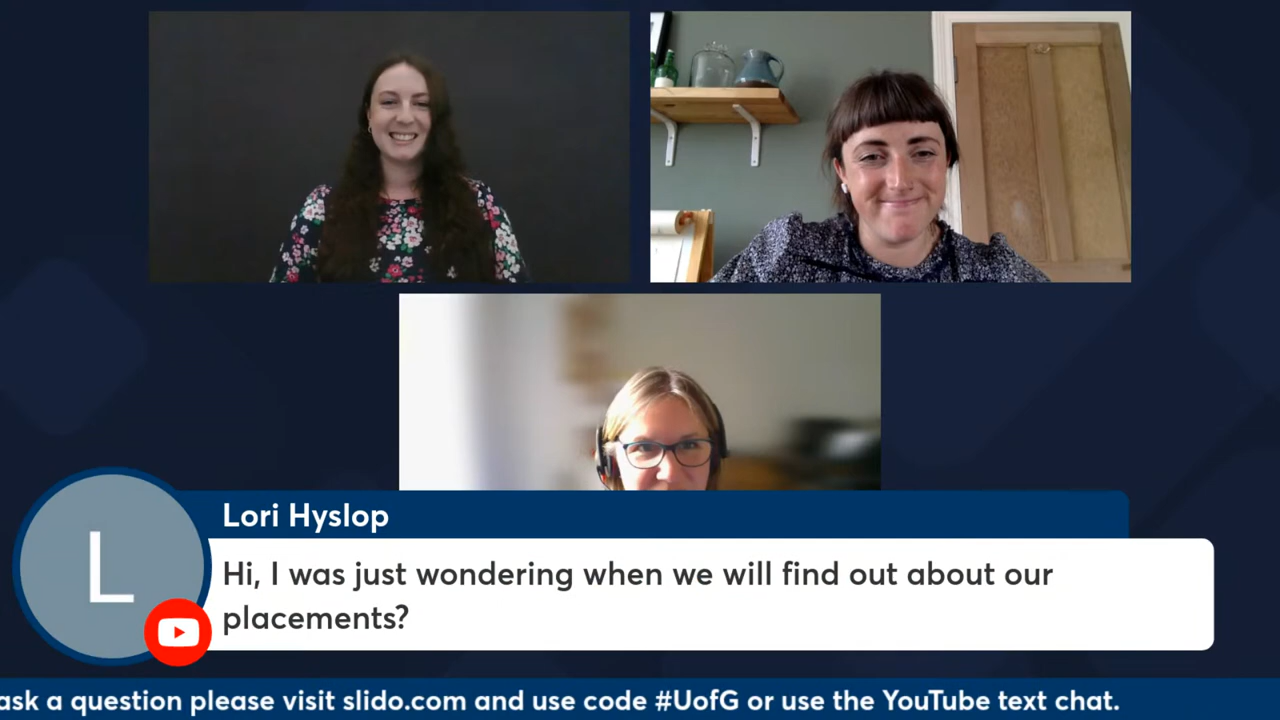 L
Lori Hyslop
Hi, I was just wondering when we will find out about our
placements?
ask a question please visit slido.com and use code #UofG or use the YouTube text chat.